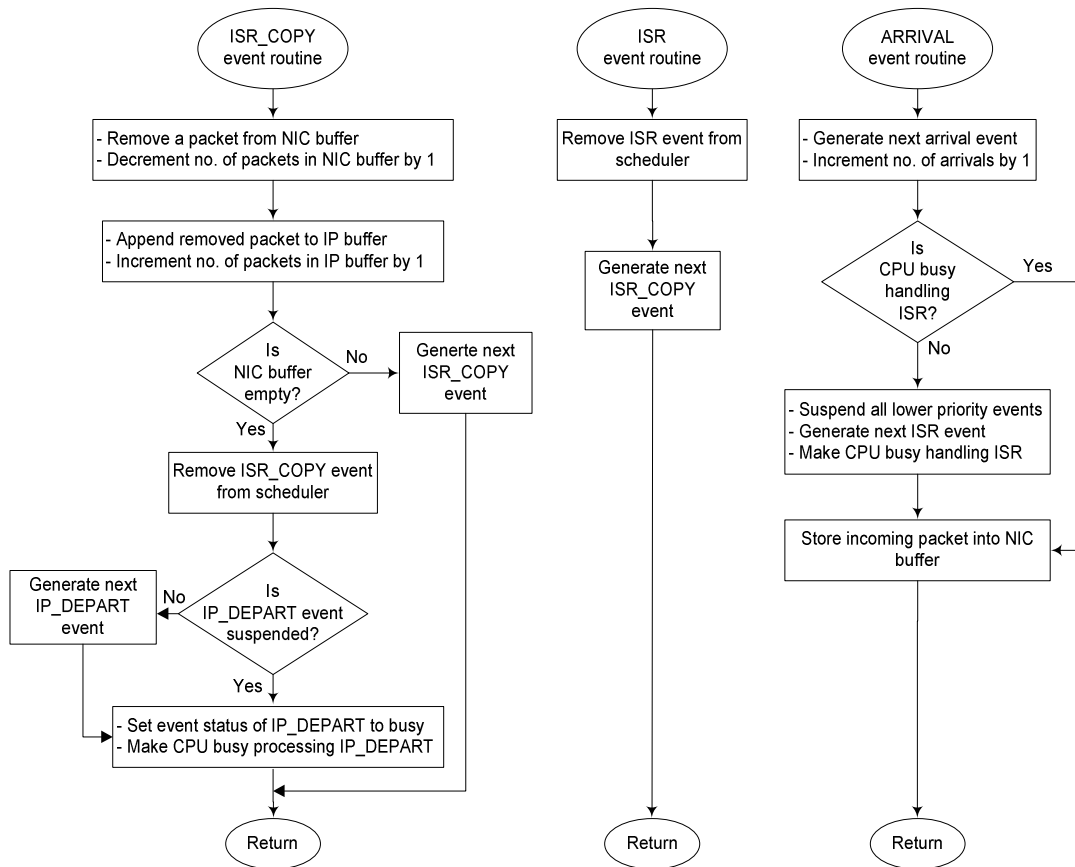 ISR_COPY
event routine
- Remove a packet from NIC buffer
- Decrement no. of packets in NIC buffer by 1
- Append removed packet to IP buffer
- Increment no. of packets in IP buffer by 1
Is
NIC buffer
empty?
No
Generte next
ISR_COPY
event
Yes
Remove ISR_COPY event
from scheduler
Is
IP_DEPART event
suspended?
No
Generate next
IP_DEPART
event
Yes
- Set event status of IP_DEPART to busy
- Make CPU busy processing IP_DEPART
Return
ISR
event routine
Remove ISR event from
scheduler
Generate next
ISR_COPY
event
Return
ARRIVAL
event routine
- Generate next arrival event
- Increment no. of arrivals by 1
Is
CPU busy
handling
ISR?
Yes
No
- Suspend all lower priority events
- Generate next ISR event
- Make CPU busy handling ISR
Store incoming packet into NIC
buffer
Return